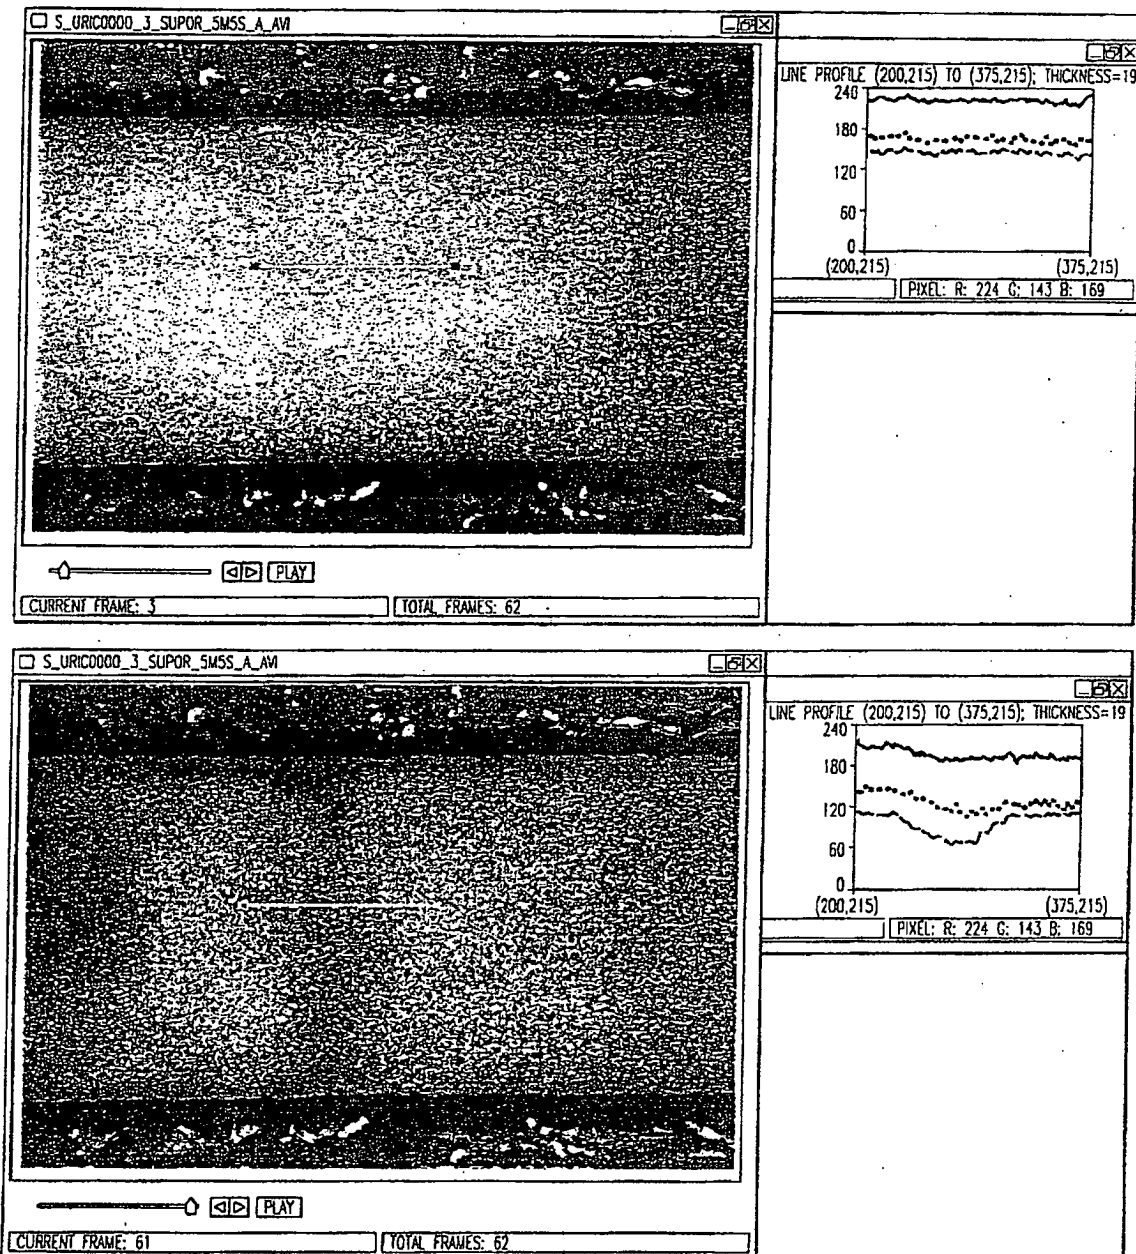 S_URIC0000_3_SUPOR_5M5S_A_AVI
LINE PROFILE (200,215) TO (375,215); THICKNESS=19
240
180
120
60
0
(200,215) (375,215)
PIXEL: R: 224 G: 143 B: 169
PLAY
CURRENT FRAME: 3 TOTAL FRAMES: 62
S_URIC0000_3_SUPOR_5M5S_A_AVI
LINE PROFILE (200,215) TO (375,215); THICKNESS=19
240
180
120
60
0
(200,215) (375,215)
PIXEL: R: 224 G: 143 B: 169
PLAY
CURRENT FRAME: 61 TOTAL FRAMES: 62